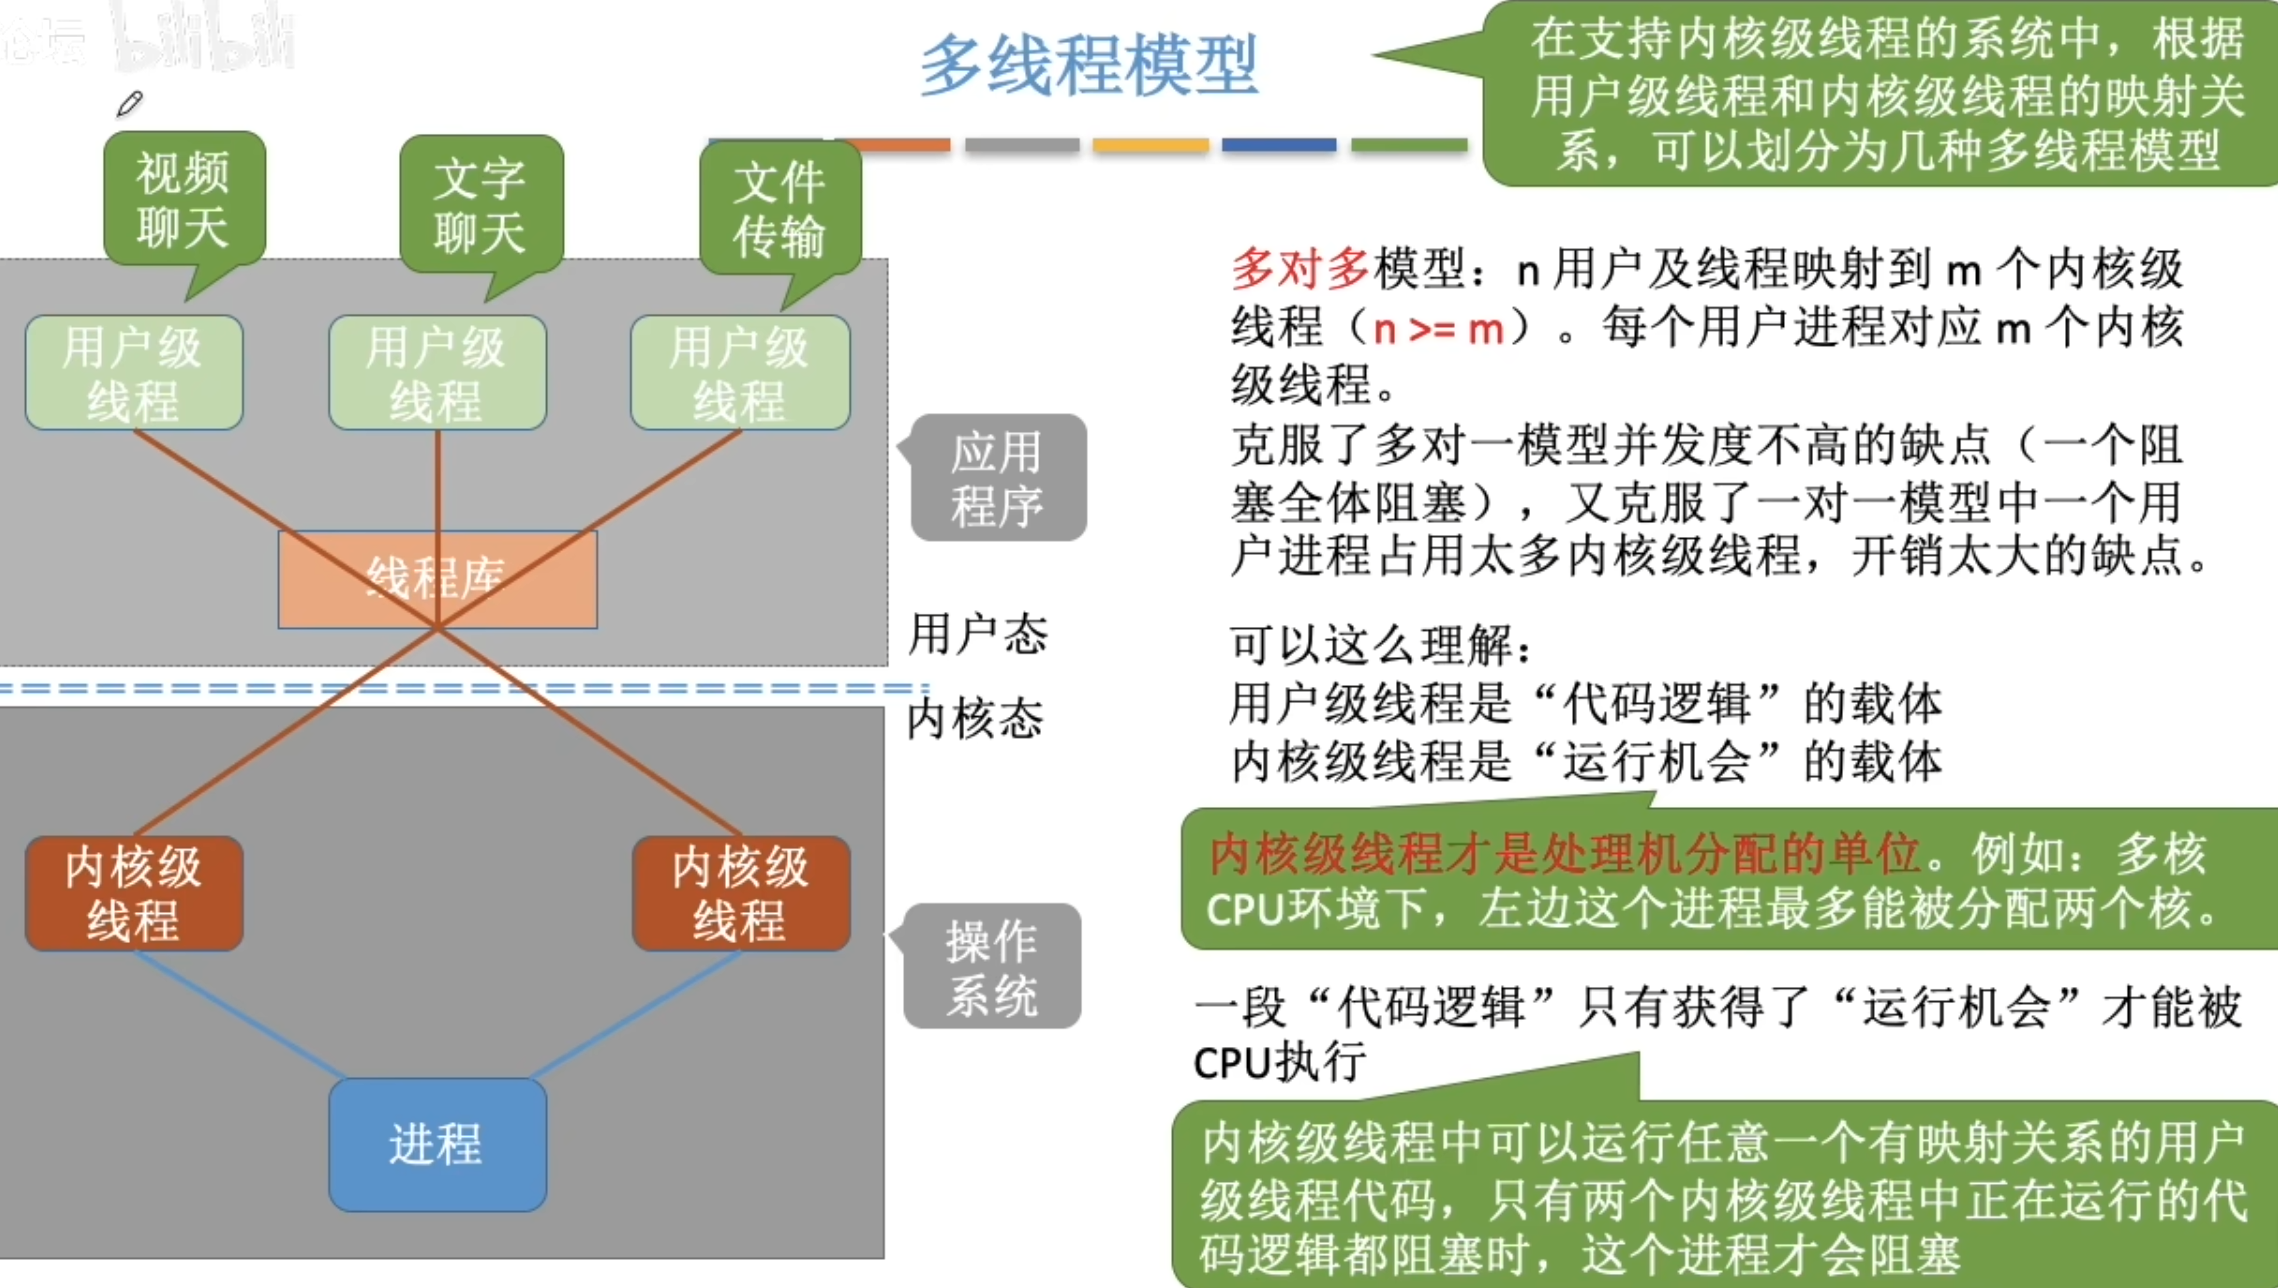 论坛 bilibili
多线程模型
在支持内核级线程的系统中，根据
用户级线程和内核级线程的映射关
系，可以划分为几种多线程模型
视频
聊天
文字
聊天
文件
传输
用户级
线程
用户级
线程
用户级
线程
线程库
应用
程序
用户态
内核态
内核级
线程
内核级
线程
操作
系统
进程
多对多模型：n 用户及线程映射到 m 个内核级
线程（n >= m）。每个用户进程对应 m 个内核
级线程。
克服了多对一模型并发度不高的缺点（一个阻
塞全体阻塞），又克服了一对一模型中一个用
户进程占用太多内核级线程，开销太大的缺点。
可以这么理解：
用户级线程是“代码逻辑”的载体
内核级线程是“运行机会”的载体
内核级线程才是处理机分配的单位。例如：多核
CPU环境下，左边这个进程最多能被分配两个核。
一段“代码逻辑”只有获得了“运行机会”才能被
CPU执行
内核级线程中可以运行任意一个有映射关系的用户
级线程代码，只有两个内核级线程中正在运行的代
码逻辑都阻塞时，这个进程才会阻塞